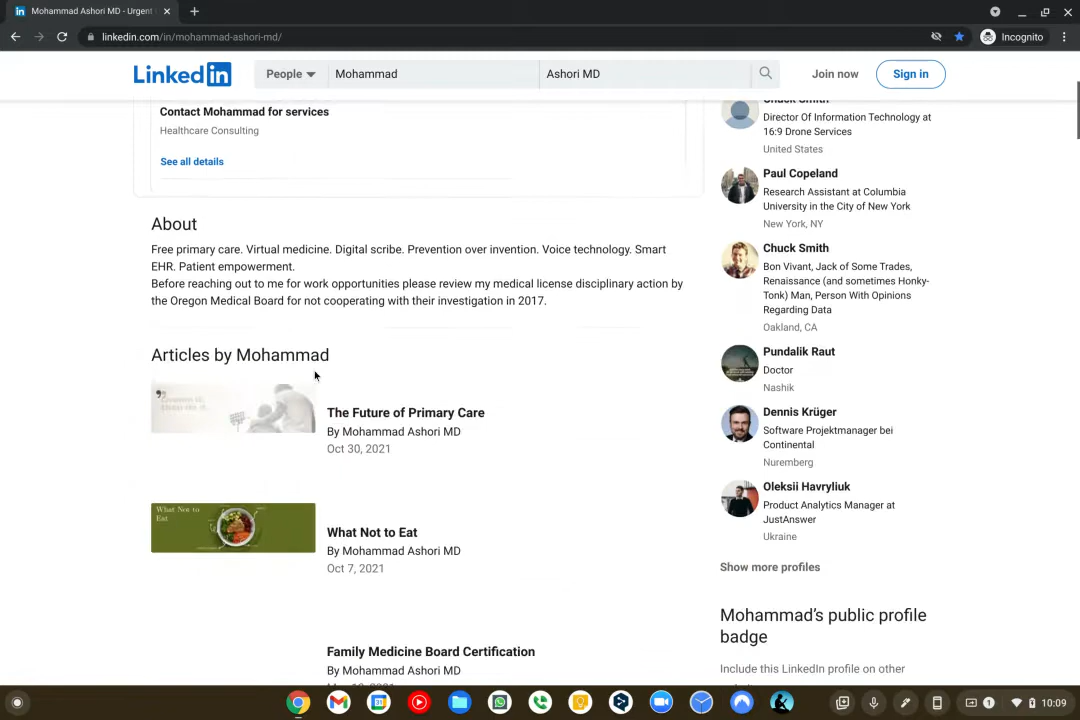 Mohammad Ashori MD - Urgent
linkedin.com/in/mohammad-ashori-md/
Incognito
Linked in
People
Mohammad
Ashori MD
Join now
Sign in
Contact Mohammad for services
Healthcare Consulting
See all details
About
Free primary care. Virtual medicine. Digital scribe. Prevention over invention. Voice technology. Smart
EHR. Patient empowerment.
Before reaching out to me for work opportunities please review my medical license disciplinary action by
the Oregon Medical Board for not cooperating with their investigation in 2017.
Articles by Mohammad
The Future of Primary Care
By Mohammad Ashori MD
Oct 30, 2021
What Not to
Eat
What Not to Eat
By Mohammad Ashori MD
Oct 7, 2021
Family Medicine Board Certification
By Mohammad Ashori MD
Chuck Smith
Director Of Information Technology at
16:9 Drone Services
United States
Paul Copeland
Research Assistant at Columbia
University in the City of New York
New York, NY
Chuck Smith
Bon Vivant, Jack of Some Trades,
Renaissance (and sometimes Honky-
Tonk) Man, Person With Opinions
Regarding Data
Oakland, CA
Pundalik Raut
Doctor
Nashik
Dennis Krüger
Software Projektmanager bei
Continental
Nuremberg
Oleksii Havryliuk
Product Analytics Manager at
JustAnswer
Ukraine
Show more profiles
Mohammad's public profile
badge
Include this LinkedIn profile on other
1
10:09